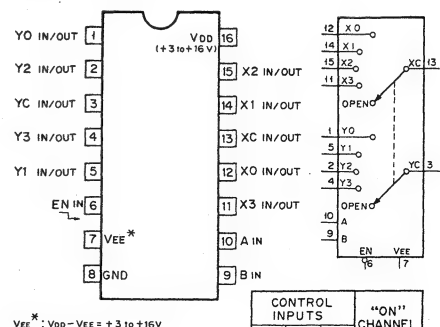 Y0 IN/OUT 1
Y2 IN/OUT 2
YC IN/OUT 3
Y3 IN/OUT 4
Y1 IN/OUT 5
EN IN 6
7 VEE*
8 GND
VDD 16
(+3 to +16V)
15 X2 IN/OUT
14 X1 IN/OUT
13 XC IN/OUT
12 X0 IN/OUT
11 X3 IN/OUT
10 A IN
9 B IN
12 X0
14 X1
15 X2
11 X3
XC 13
OPEN
1 Y0
5 Y1
2 Y2
4 Y3
YC 3
OPEN
10 A
9 B
EN VEE
6 7
VEE*: VDD - VEE = +3 to +16V
CONTROL
INPUTS
"ON"
CHANNEL